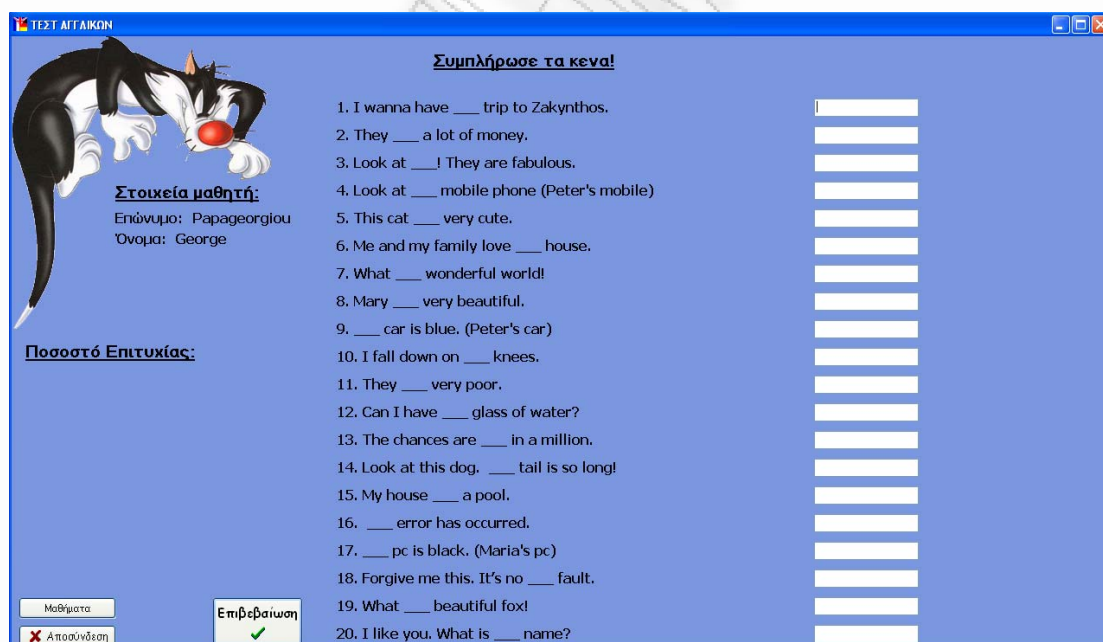 ΤΕΣΤ ΑΓΓΛΙΚΩΝ
Συμπλήρωσε τα κενα!
1. I wanna have ___ trip to Zakynthos.
2. They ___ a lot of money.
3. Look at ___! They are fabulous.
4. Look at ___ mobile phone (Peter's mobile)
5. This cat ___ very cute.
6. Me and my family love ___ house.
7. What ___ wonderful world!
8. Mary ___ very beautiful.
9. ___ car is blue. (Peter's car)
10. I fall down on ___ knees.
11. They ___ very poor.
12. Can I have ___ glass of water?
13. The chances are ___ in a million.
14. Look at this dog. ___ tail is so long!
15. My house ___ a pool.
16. ___ error has occurred.
17. ___ pc is black. (Maria's pc)
18. Forgive me this. It's no ___ fault.
19. What ___ beautiful fox!
20. I like you. What is ___ name?
Στοιχεία μαθητή:
Επώνυμο: Papageorgiou
Όνομα: George
Ποσοστό Επιτυχίας:
Μαθήματα
Αποσύνδεση
Επιβεβαίωση